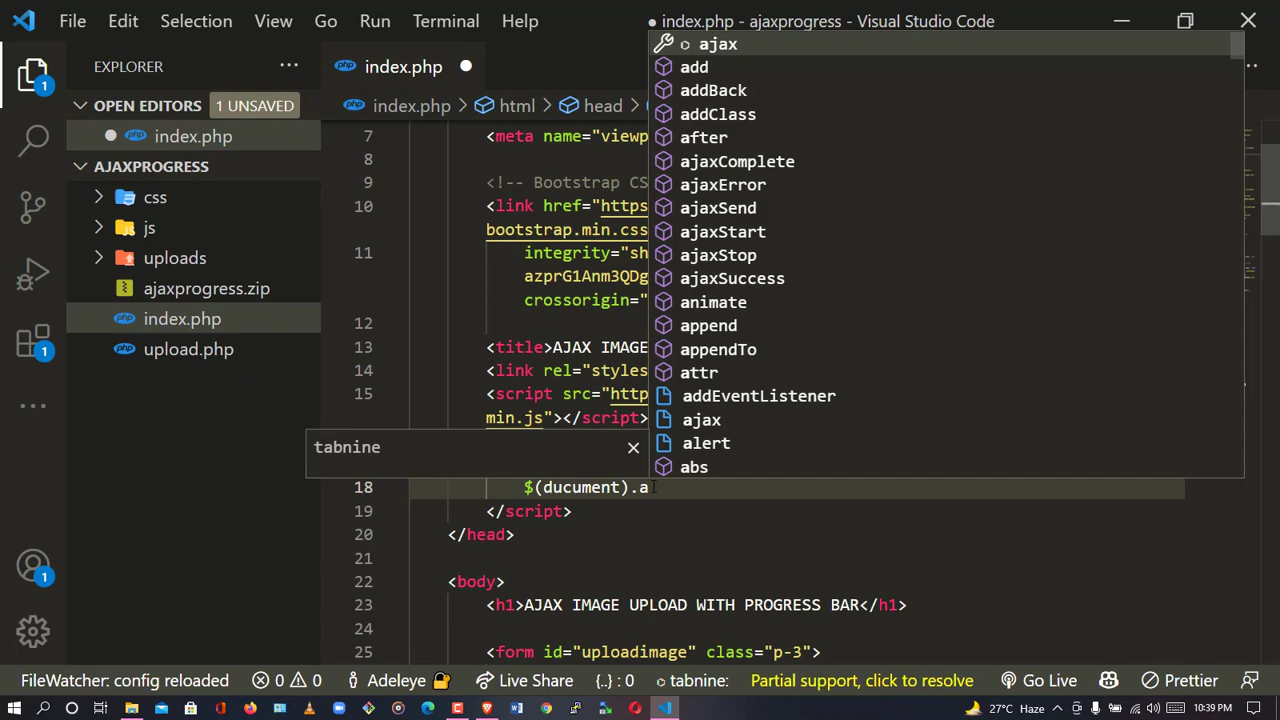 File Edit Selection View Go Run Terminal Help
● index.php - ajaxprogress - Visual Studio Code
EXPLORER
OPEN EDITORS 1 UNSAVED
index.php
AJAXPROGRESS
css
js
uploads
ajaxprogress.zip
index.php
upload.php
1
1
1
index.php
index.php > html > head >
7 <meta name="viewp
8
9 <!-- Bootstrap CS
10 <link href="https
bootstrap.min.css
11 integrity="sh
azprG1Anm3QDg
crossorigin="
12
13 <title>AJAX IMAGE
14 <link rel="styles
15 <script src="http
min.js"></script>
tabnine
18 $(ducument).a
19 </script>
20 </head>
21
22 <body>
23 <h1>AJAX IMAGE UPLOAD WITH PROGRESS BAR</h1>
24
25 <form id="uploadimage" class="p-3">
ajax
add
addBack
addClass
after
ajaxComplete
ajaxError
ajaxSend
ajaxStart
ajaxStop
ajaxSuccess
animate
append
appendTo
attr
addEventListener
ajax
alert
abs
FileWatcher: config reloaded 0 0 Adeleye Live Share {..} : 0 tabnine: Partial support, click to resolve Go Live Prettier
27°C Haze 10:39 PM